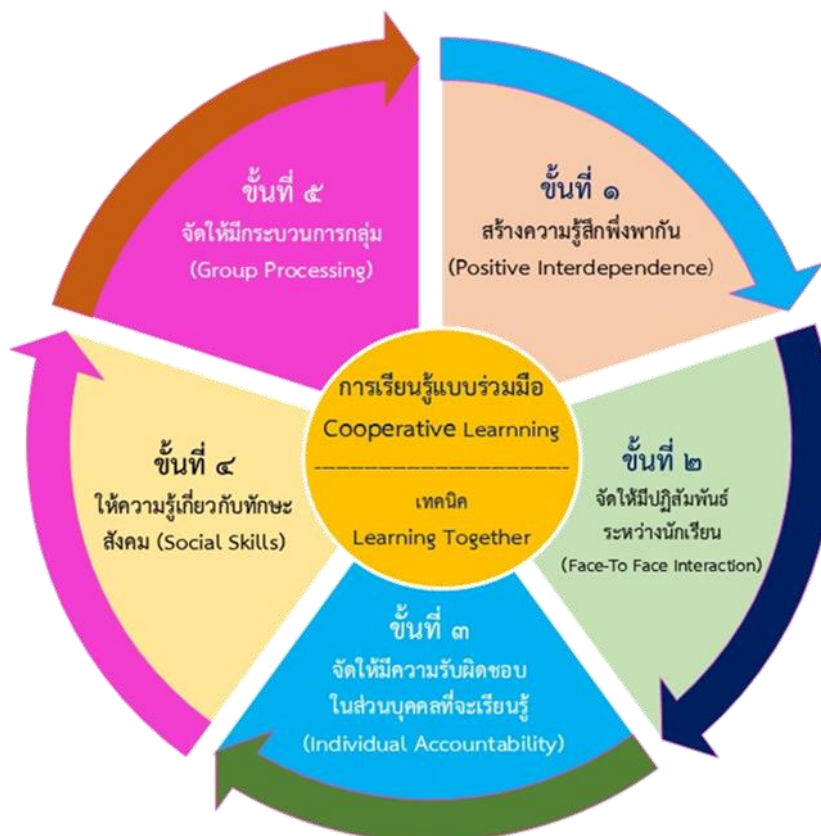 การเรียนรู้แบบร่วมมือ
Cooperative Learnning
เทคนิค
Learning Together
ขั้นที่ ๑
สร้างความรู้สึกพึ่งพากัน
(Positive Interdependence)
ขั้นที่ ๒
จัดให้มีปฏิสัมพันธ์
ระหว่างนักเรียน
(Face-To Face Interaction)
ขั้นที่ ๓
จัดให้มีความรับผิดชอบ
ในส่วนบุคคลที่จะเรียนรู้
(Individual Accountability)
ขั้นที่ ๔
ให้ความรู้เกี่ยวกับทักษะ
สังคม (Social Skills)
ขั้นที่ ๕
จัดให้มีกระบวนการกลุ่ม
(Group Processing)